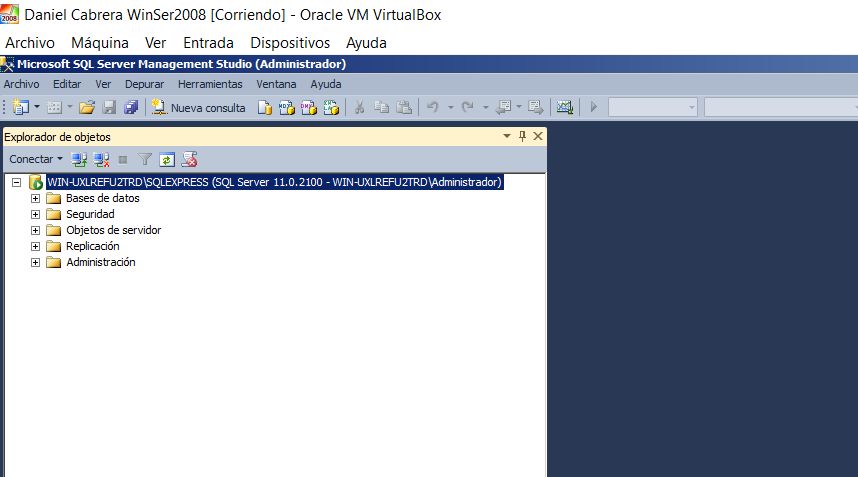 2008
Daniel Cabrera WinSer2008 [Corriendo] - Oracle VM VirtualBox
Archivo Máquina Ver Entrada Dispositivos Ayuda
Microsoft SQL Server Management Studio (Administrador)
Archivo Editar Ver Depurar Herramientas Ventana Ayuda
Nueva consulta
Explorador de objetos
Conectar
WIN-UXLREFU2TRD\SQLEXPRESS (SQL Server 11.0.2100 - WIN-UXLREFU2TRD\Administrador)
Bases de datos
Seguridad
Objetos de servidor
Replicación
Administración